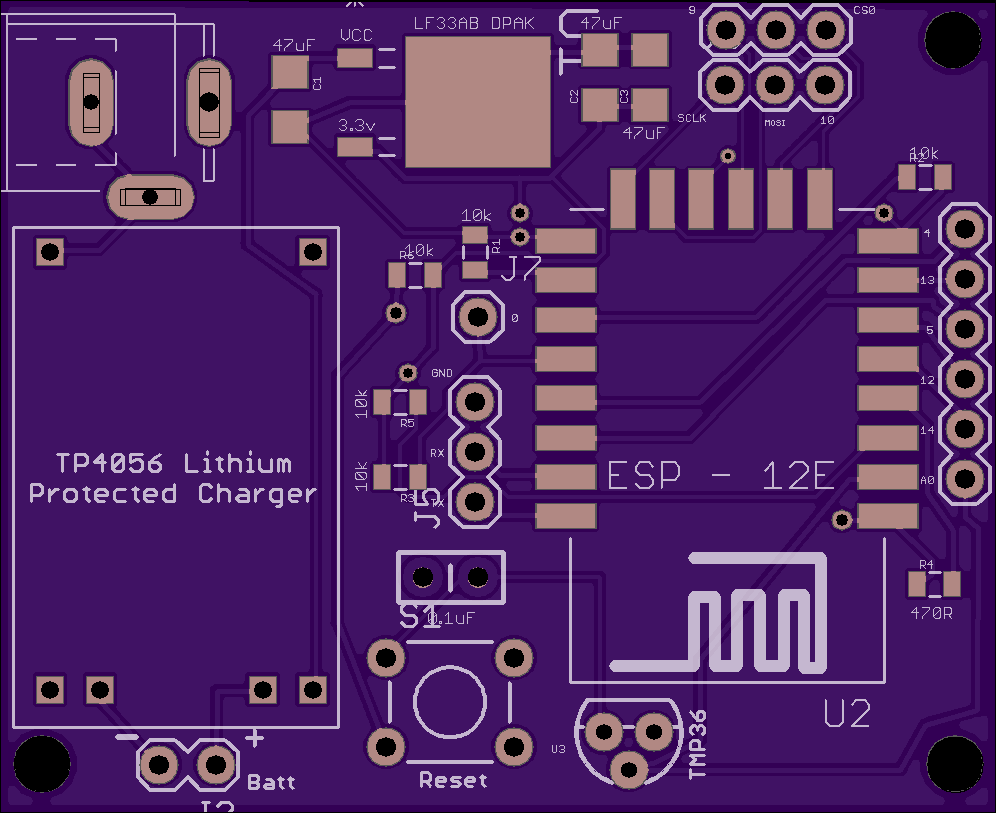 LF33AB DPAK
47uF
9
CS0
VCC
47uF
C1
C2
C3
3.3v
47uF
SCLK
MOSI
10
10k
R2
10k
R1
10k
R6
J7
0
4
13
5
12
14
A0
GND
10k
R5
RX
10k
R3
TX
J5
TP4056 Lithium
Protected Charger
ESP - 12E
R4
470R
S1
0.1uF
U2
U3
TMP36
Reset
-
+
Batt